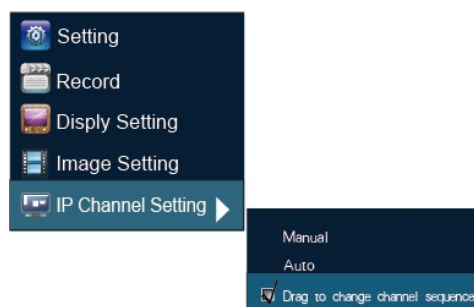 Setting
Record
Disply Setting
Image Setting
IP Channel Setting
Manual
Auto
Drag to change channel sequence